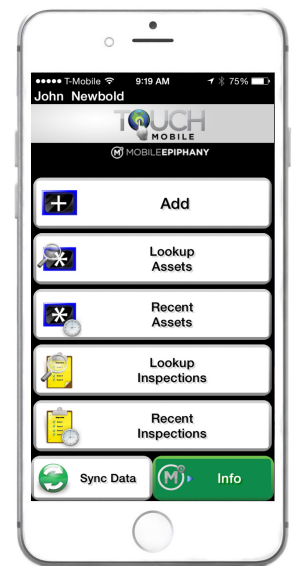 ●●●●● T-Mobile 9:19 AM 75%
John Newbold
TOUCH
MOBILE
M MOBILEEPIPHANY
Add
Lookup
Assets
Recent
Assets
Lookup
Inspections
Recent
Inspections
Sync Data
M Info